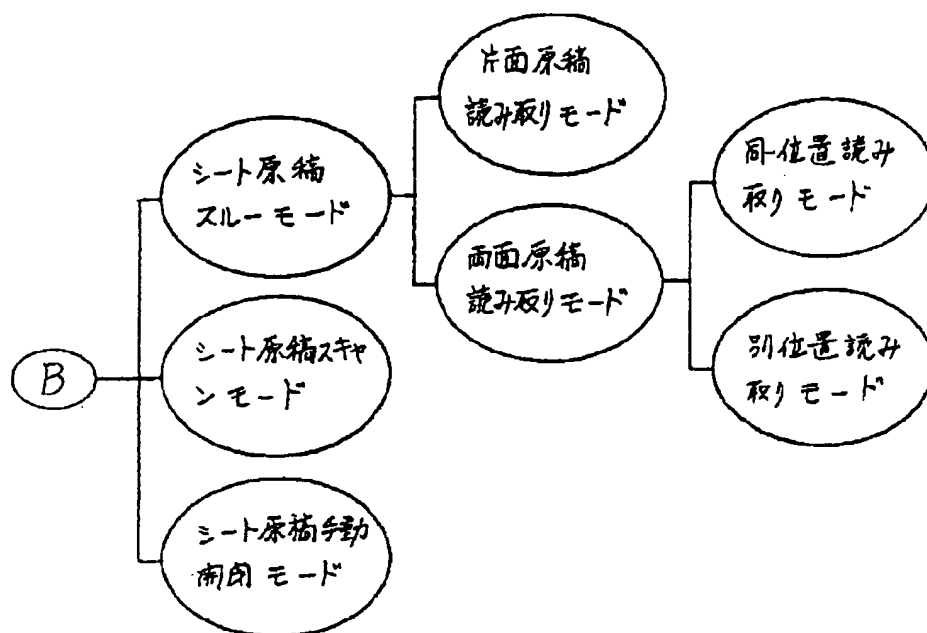 片面原稿
読み取りモード
シート原稿
スルーモード
同一位置読み
取りモード
両面原稿
読み取りモード
シート原稿スキャ
ンモード
B
別位置読み
取りモード
シート原稿手動
開閉モード